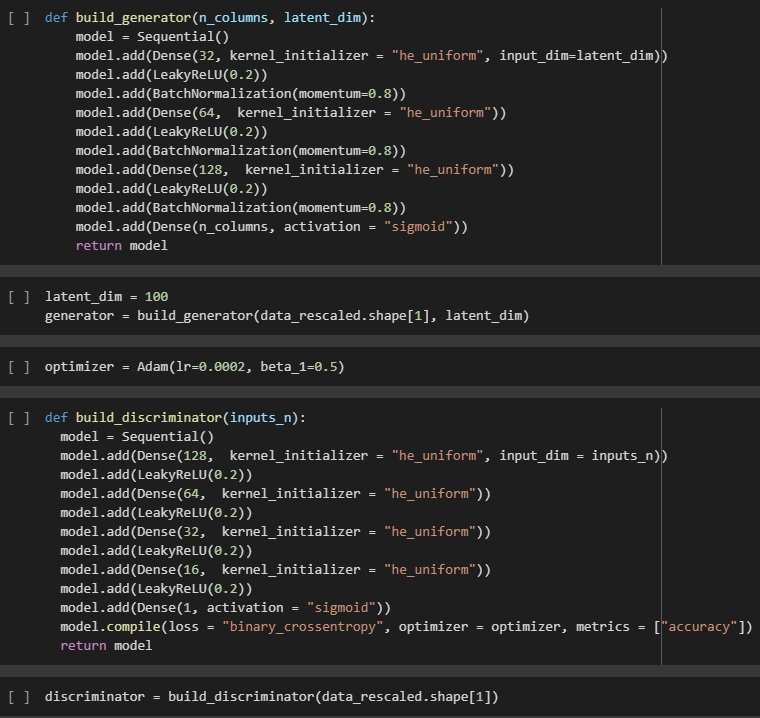 [ ] def build_generator(n_columns, latent_dim):
        model = Sequential()
        model.add(Dense(32, kernel_initializer = "he_uniform", input_dim=latent_dim))
        model.add(LeakyReLU(0.2))
        model.add(BatchNormalization(momentum=0.8))
        model.add(Dense(64,  kernel_initializer = "he_uniform"))
        model.add(LeakyReLU(0.2))
        model.add(BatchNormalization(momentum=0.8))
        model.add(Dense(128,  kernel_initializer = "he_uniform"))
        model.add(LeakyReLU(0.2))
        model.add(BatchNormalization(momentum=0.8))
        model.add(Dense(n_columns, activation = "sigmoid"))
        return model
[ ] latent_dim = 100
    generator = build_generator(data_rescaled.shape[1], latent_dim)
[ ] optimizer = Adam(lr=0.0002, beta_1=0.5)
[ ] def build_discriminator(inputs_n):
      model = Sequential()
      model.add(Dense(128,  kernel_initializer = "he_uniform", input_dim = inputs_n))
      model.add(LeakyReLU(0.2))
      model.add(Dense(64,  kernel_initializer = "he_uniform"))
      model.add(LeakyReLU(0.2))
      model.add(Dense(32,  kernel_initializer = "he_uniform"))
      model.add(LeakyReLU(0.2))
      model.add(Dense(16,  kernel_initializer = "he_uniform"))
      model.add(LeakyReLU(0.2))
      model.add(Dense(1, activation = "sigmoid"))
      model.compile(loss = "binary_crossentropy", optimizer = optimizer, metrics = ["accuracy"])
      return model
[ ] discriminator = build_discriminator(data_rescaled.shape[1])